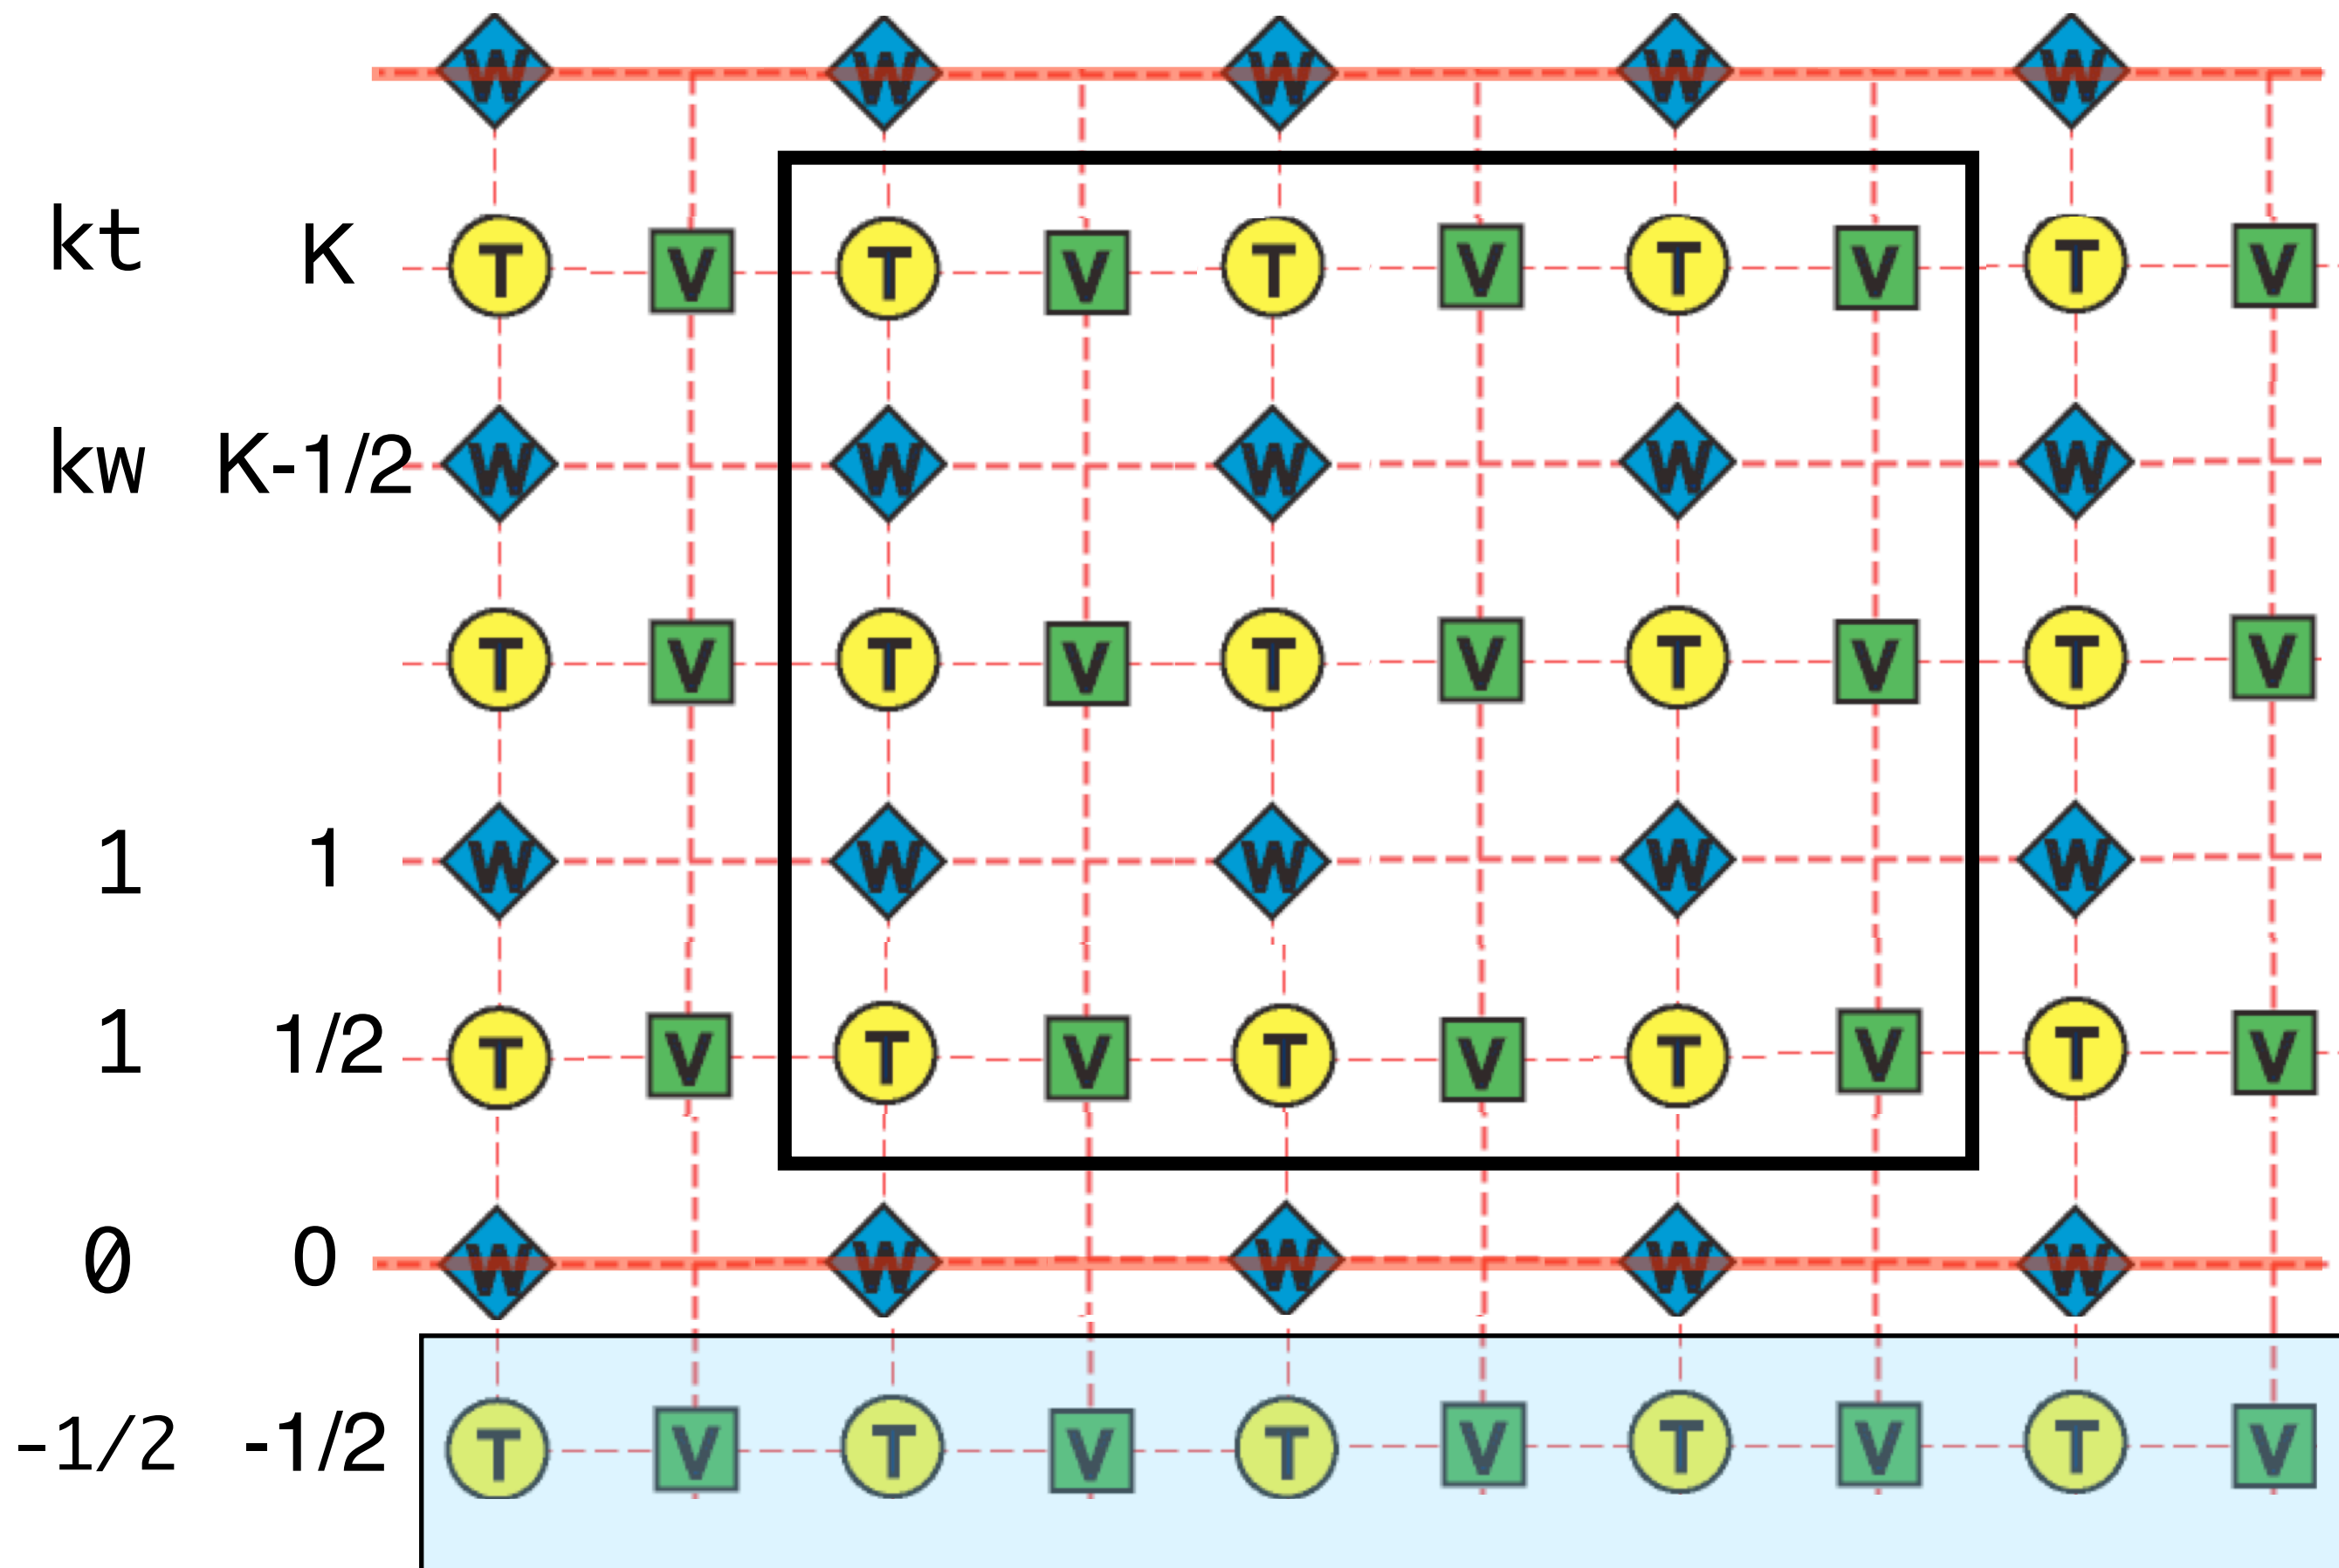 W W W W W
kt K T V T V T V T V T V
kw K-1/2 W W W W W
T V T V T V T V T V
1 1 W W W W W
1 1/2 T V T V T V T V T V
0 0 W W W W W
-1/2 -1/2 T V T V T V T V T V